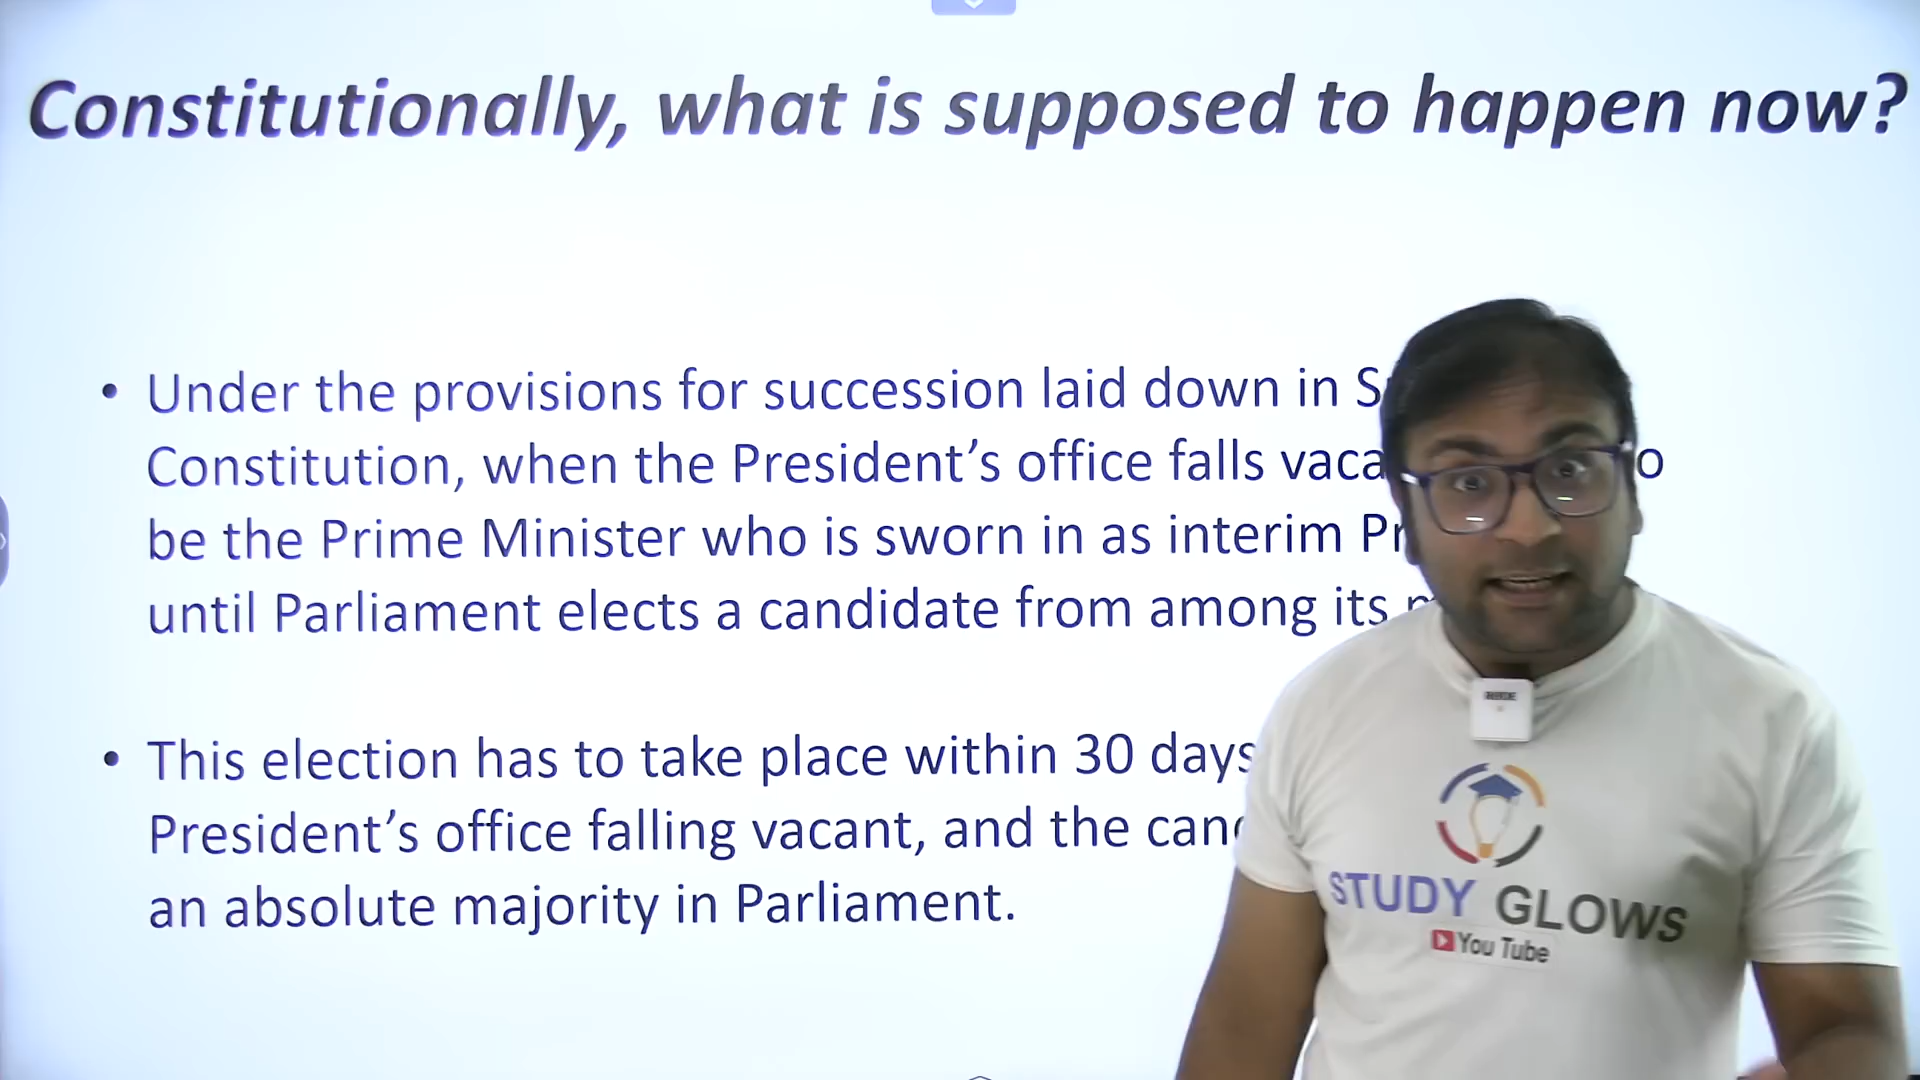 Constitutionally, what is supposed to happen now?
• Under the provisions for succession laid down in
Constitution, when the President’s office falls
be the Prime Minister who is sworn in as interim
until Parliament elects a candidate from among its
• This election has to take place within 30 days
President’s office falling vacant, and the
an absolute majority in Parliament.
STUDY GLOWS
You Tube